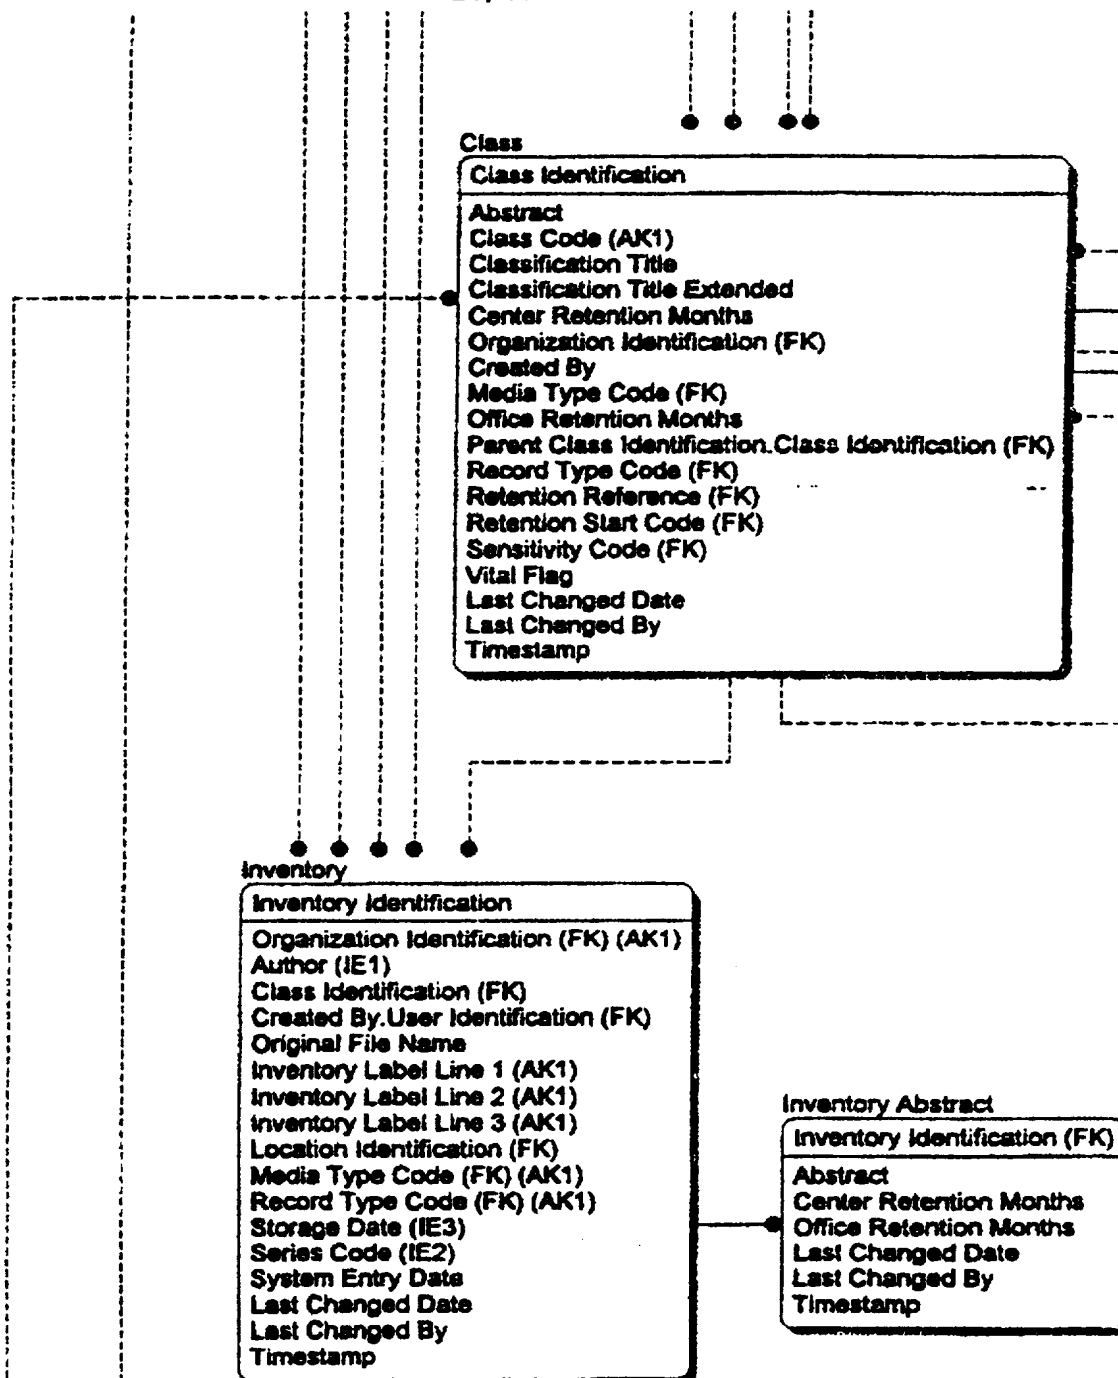 Class
Class Identification
Abstract
Class Code (AK1)
Classification Title
Classification Title Extended
Center Retention Months
Organization Identification (FK)
Created By
Media Type Code (FK)
Office Retention Months
Parent Class Identification.Class Identification (FK)
Record Type Code (FK)
Retention Reference (FK)
Retention Start Code (FK)
Sensitivity Code (FK)
Vital Flag
Last Changed Date
Last Changed By
Timestamp
Inventory
Inventory Identification
Organization Identification (FK) (AK1)
Author (IE1)
Class Identification (FK)
Created By.User Identification (FK)
Original File Name
Inventory Label Line 1 (AK1)
Inventory Label Line 2 (AK1)
Inventory Label Line 3 (AK1)
Location Identification (FK)
Media Type Code (FK) (AK1)
Record Type Code (FK) (AK1)
Storage Date (IE3)
Series Code (IE2)
System Entry Date
Last Changed Date
Last Changed By
Timestamp
Inventory Abstract
Inventory Identification (FK)
Abstract
Center Retention Months
Office Retention Months
Last Changed Date
Last Changed By
Timestamp